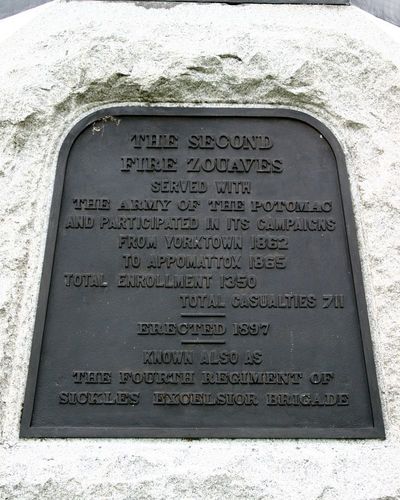 THE SECOND
FIRE ZOUAVES
SERVED WITH
THE ARMY OF THE POTOMAC
AND PARTICIPATED IN ITS CAMPAIGNS
FROM YORKTOWN 1862
TO APPOMATTOX 1865
TOTAL ENROLLMENT 1350
TOTAL CASUALTIES 711
ERECTED 1897
KNOWN ALSO AS
THE FOURTH REGIMENT OF
SICKLES EXCELSIOR BRIGADE